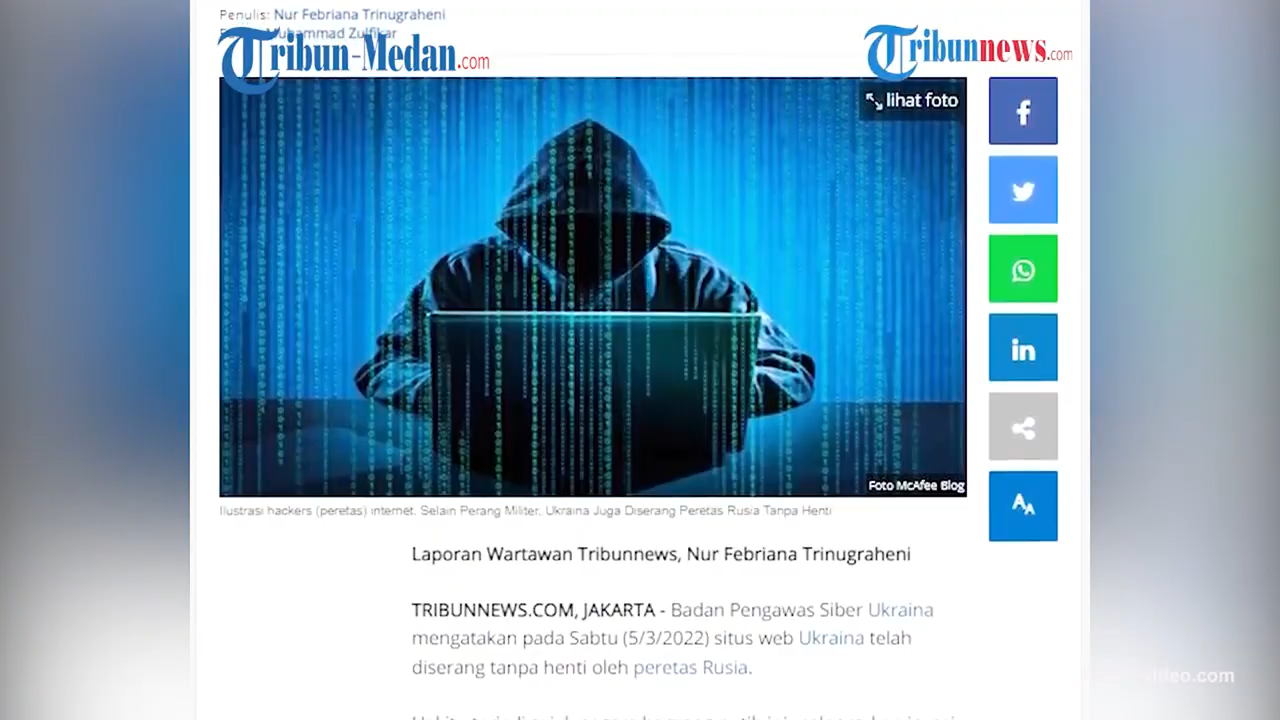 Penulis: Nur Febriana Trinugraheni
Muhammad Zulfikar
Tribun-Medan.com
Tribunnews.com
lihat foto
Foto McAfee Blog
Ilustrasi hackers (peretas) internet. Selain Perang Militer, Ukraina Juga Diserang Peretas Rusia Tanpa Henti
Laporan Wartawan Tribunnews, Nur Febriana Trinugraheni
TRIBUNNEWS.COM, JAKARTA - Badan Pengawas Siber Ukraina
mengatakan pada Sabtu (5/3/2022) situs web Ukraina telah
diserang tanpa henti oleh peretas Rusia.